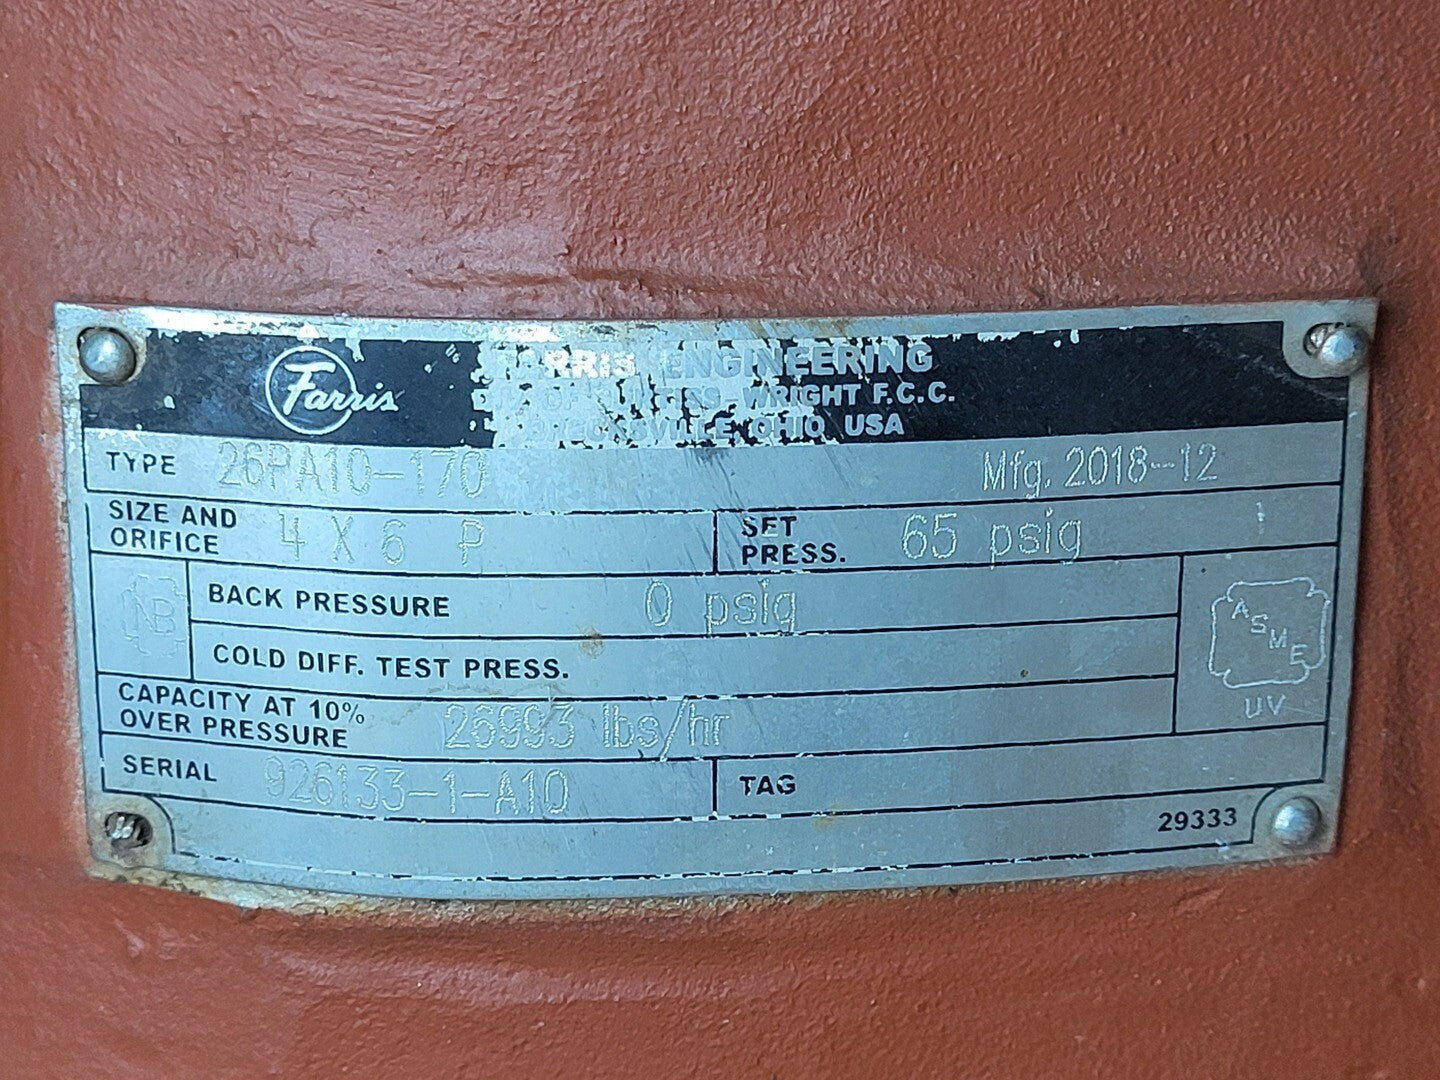 Farris
RRIS ENGINEERING
WRIGHT F.C.C.
OHIO USA
TYPE 26PA10-170 Mfg. 2018-12
SIZE AND ORIFICE 4 X 6 P
SET PRESS. 65 psig
NB
BACK PRESSURE 0 psig
COLD DIFF. TEST PRESS.
ASME
UV
CAPACITY AT 10% OVER PRESSURE 26993 lbs/hr
SERIAL 926133-1-A10
TAG
29333